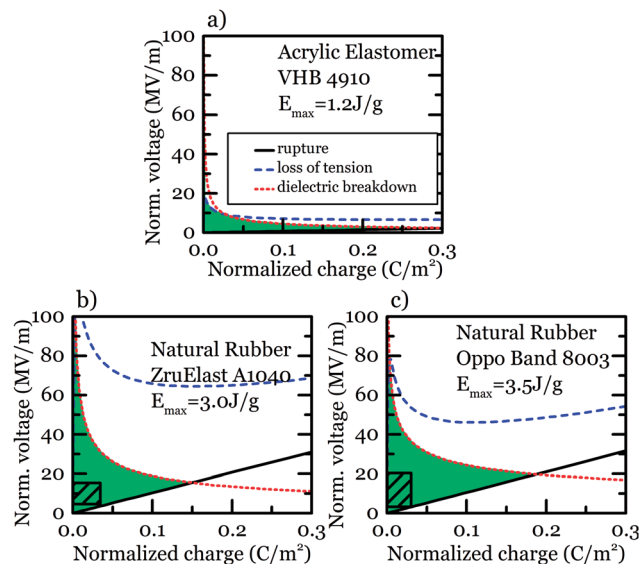 a)
Acrylic Elastomer
VHB 4910
E_max=1.2J/g
rupture
loss of tension
dielectric breakdown
Norm. voltage (MV/m)
100
80
60
40
20
0
0.0 0.1 0.2 0.3
Normalized charge (C/m²)
b)
Natural Rubber
ZruElast A1040
E_max=3.0J/g
Norm. voltage (MV/m)
100
80
60
40
20
0
0.0 0.1 0.2 0.3
Normalized charge (C/m²)
c)
Natural Rubber
Oppo Band 8003
E_max=3.5J/g
Norm. voltage (MV/m)
100
80
60
40
20
0
0.0 0.1 0.2 0.3
Normalized charge (C/m²)